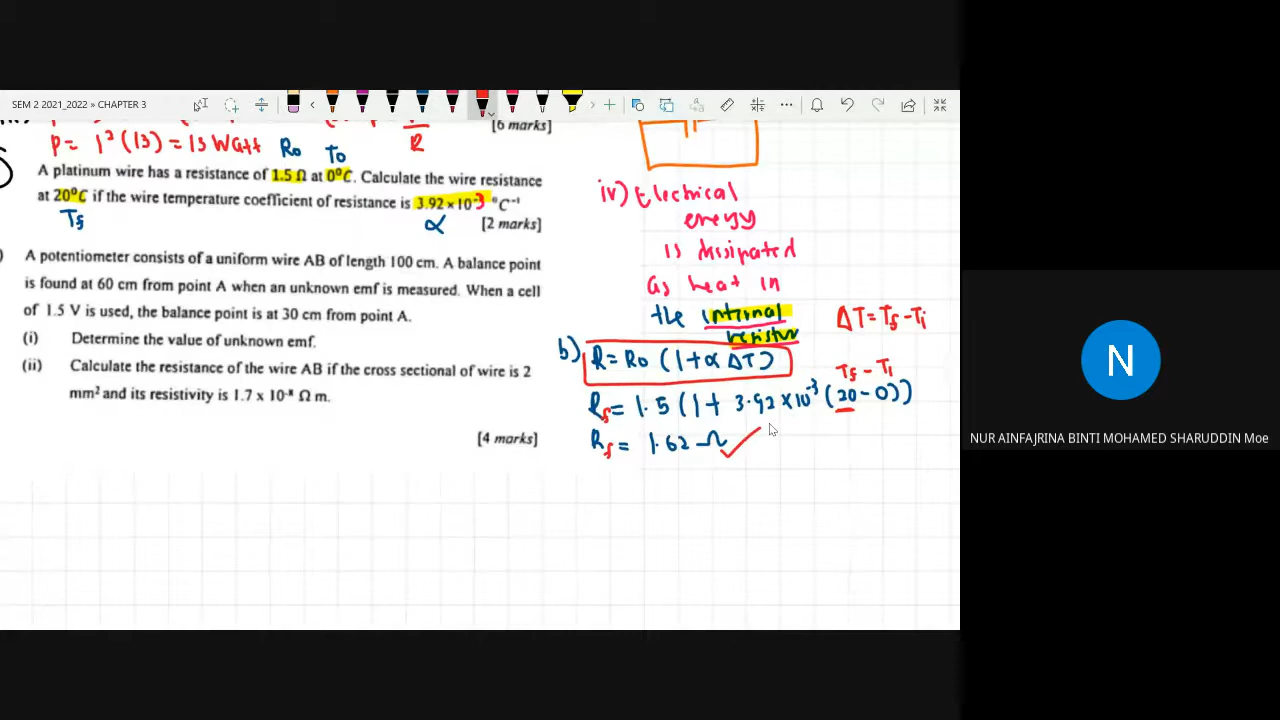 SEM 2 2021_2022 » CHAPTER 3
[6 marks]
P = 1² (13) = 13 Watt
R
Ro To
A platinum wire has a resistance of 1.5 Ω at 0°C. Calculate the wire resistance
at 20°C if the wire temperature coefficient of resistance is 3.92 × 10⁻³ °C⁻¹
Tf α [2 marks]
A potentiometer consists of a uniform wire AB of length 100 cm. A balance point
is found at 60 cm from point A when an unknown emf is measured. When a cell
of 1.5 V is used, the balance point is at 30 cm from point A.
(i) Determine the value of unknown emf.
(ii) Calculate the resistance of the wire AB if the cross sectional of wire is 2
mm² and its resistivity is 1.7 x 10⁻⁸ Ω m.
[4 marks]
iv) Electrical
energy
is dissipated
as heat in
the internal
resistor
ΔT = Tf - Ti
b) R = Ro (1 + α ΔT)
Tf - Ti
Rf = 1.5 (1 + 3.92 × 10⁻³ (20 - 0))
Rf = 1.62 Ω
N
NUR AINFAJRINA BINTI MOHAMED SHARUDDIN Moe